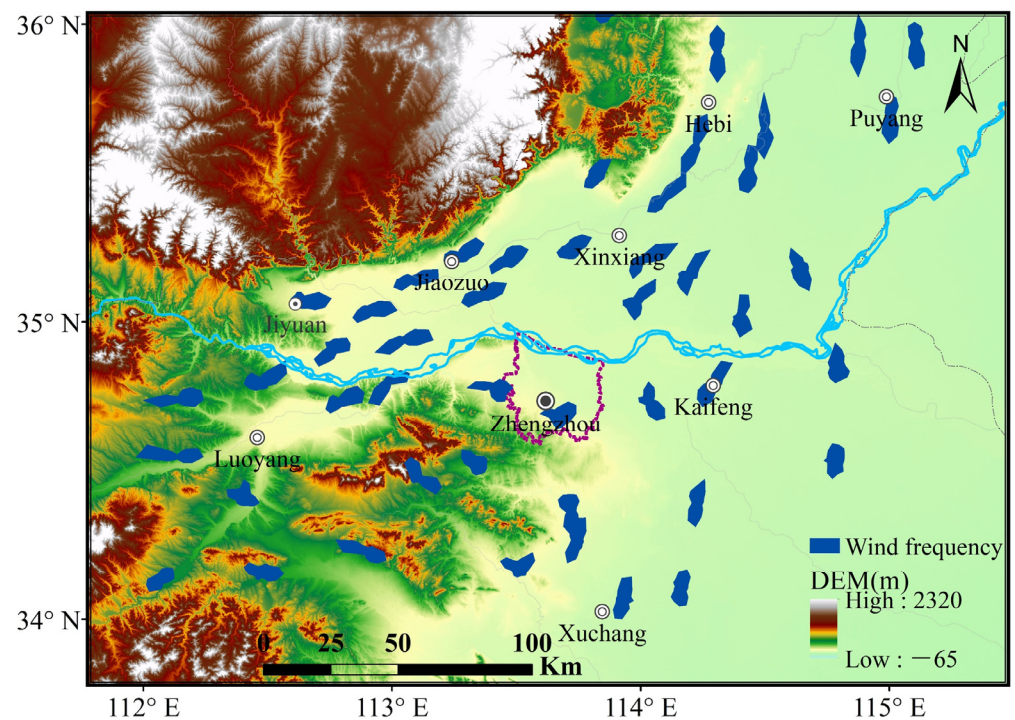 36° N
N
Hebi
Puyang
Xinxiang
Jiaozuo
Jiyuan
35° N
Kaifeng
Zhengzhou
Luoyang
Wind frequency
DEM(m)
High : 2320
Low : －65
34° N
Xuchang
0 25 50 100
Km
112° E 113° E 114° E 115° E